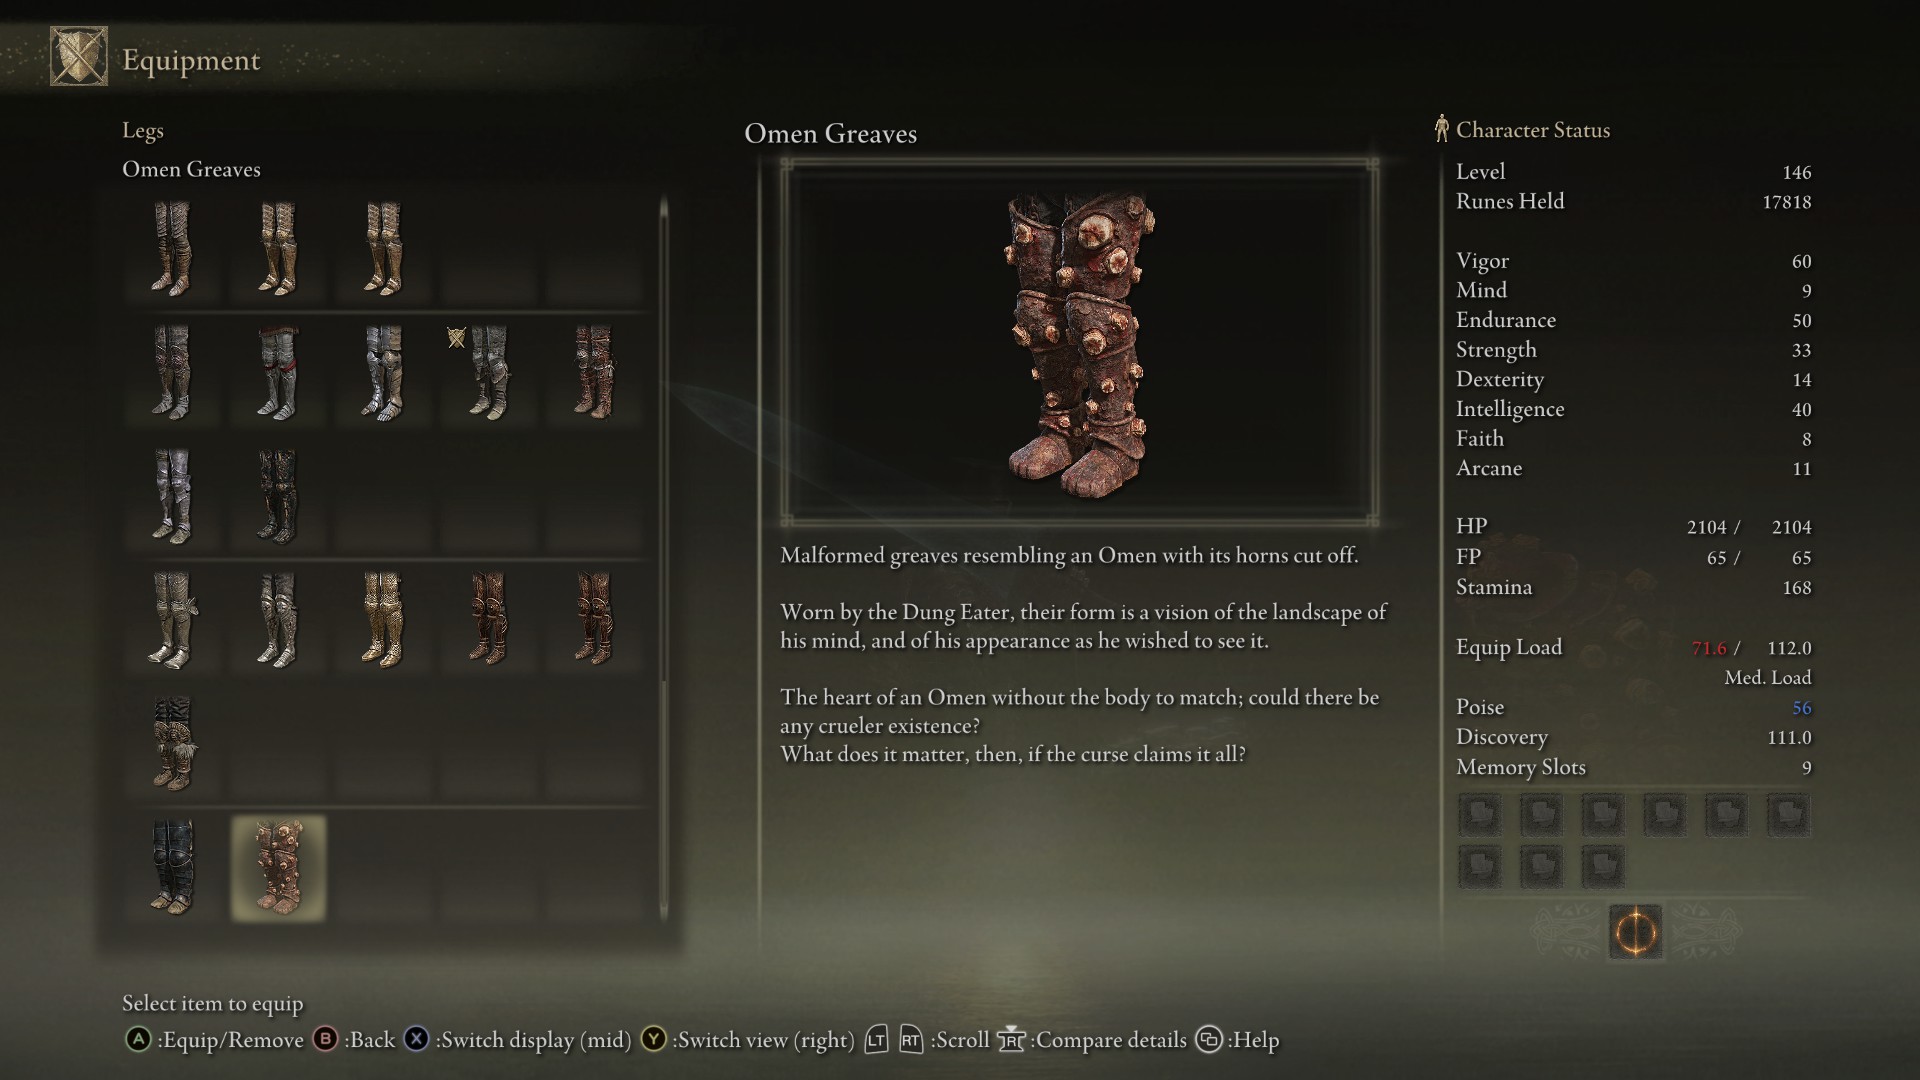 Equipment
Legs
Omen Greaves
Omen Greaves
Malformed greaves resembling an Omen with its horns cut off.
Worn by the Dung Eater, their form is a vision of the landscape of
his mind, and of his appearance as he wished to see it.
The heart of an Omen without the body to match; could there be
any crueler existence?
What does it matter, then, if the curse claims it all?
Character Status
Level 146
Runes Held 17818
Vigor 60
Mind 9
Endurance 50
Strength 33
Dexterity 14
Intelligence 40
Faith 8
Arcane 11
HP 2104 / 2104
FP 65 / 65
Stamina 168
Equip Load 71.6 / 112.0
Med. Load
Poise 56
Discovery 111.0
Memory Slots 9
Select item to equip
A :Equip/Remove B :Back X :Switch display (mid) Y :Switch view (right) LT RT :Scroll R :Compare details :Help